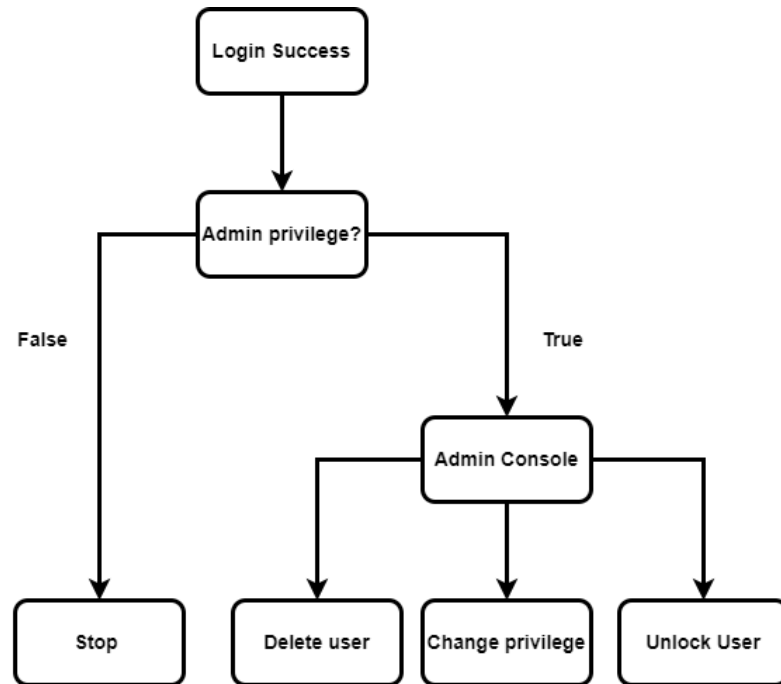 Login Success
Admin privilege?
False
True
Admin Console
Stop
Delete user
Change privilege
Unlock User